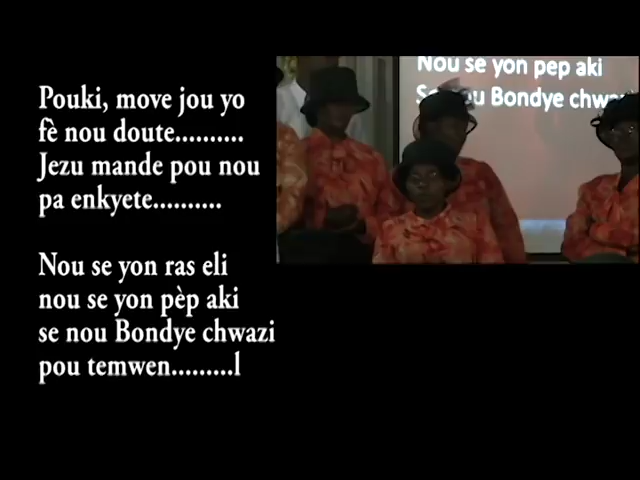 Pouki, move jou yo
fè nou doute..........
Jezu mande pou nou
pa enkyete..........
Nou se yon ras eli
nou se yon pèp aki
se nou Bondye chwazi
pou temwen.........l
Nou se yon pep aki
Bondye